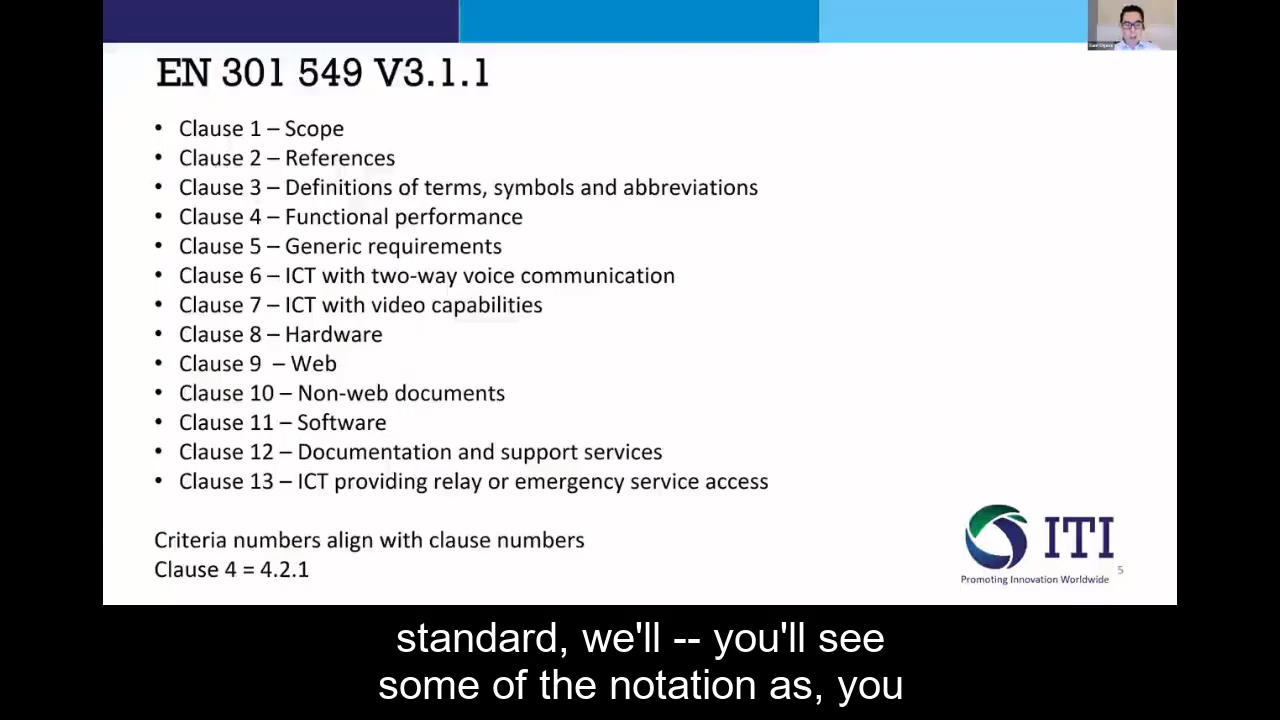 EN 301 549 V3.1.1
• Clause 1 – Scope
• Clause 2 – References
• Clause 3 – Definitions of terms, symbols and abbreviations
• Clause 4 – Functional performance
• Clause 5 – Generic requirements
• Clause 6 – ICT with two-way voice communication
• Clause 7 – ICT with video capabilities
• Clause 8 – Hardware
• Clause 9 – Web
• Clause 10 – Non-web documents
• Clause 11 – Software
• Clause 12 – Documentation and support services
• Clause 13 – ICT providing relay or emergency service access
Criteria numbers align with clause numbers
Clause 4 = 4.2.1
ITI
Promoting Innovation Worldwide
5
standard, we'll -- you'll see
some of the notation as, you